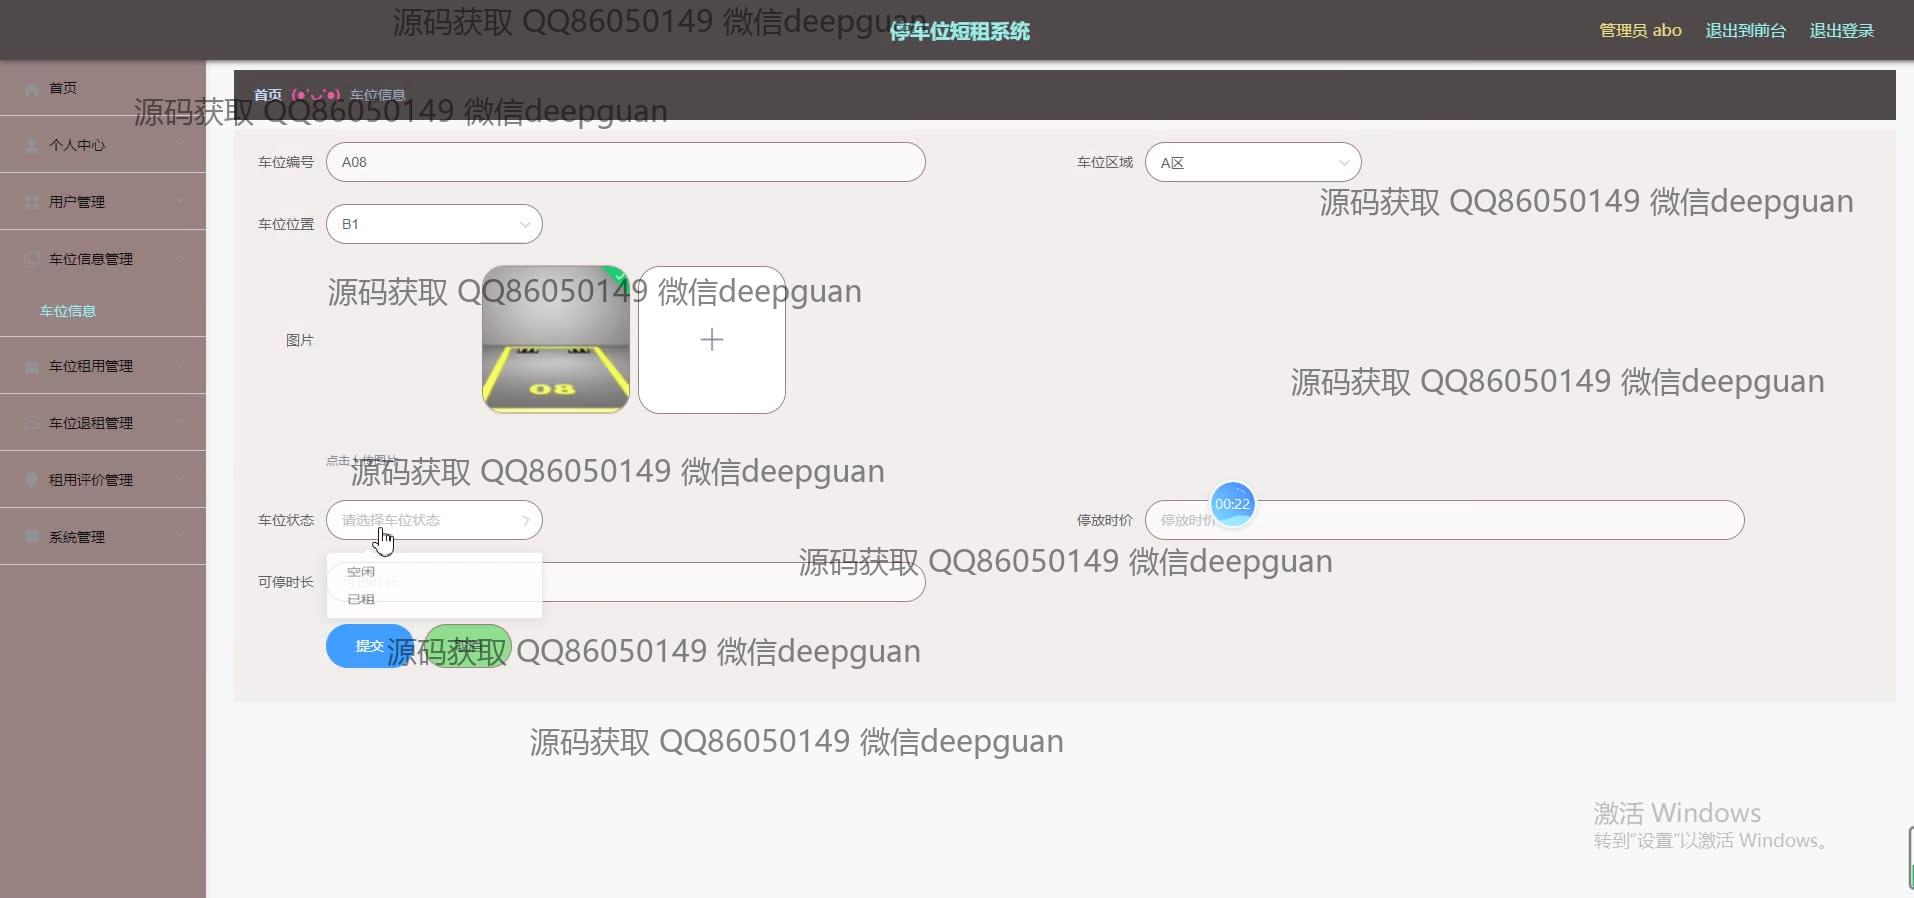 源码获取 QQ86050149 微信deepguan
停车位短租系统
管理员 abo
退出到前台
退出登录
首页
个人中心
用户管理
车位信息管理
车位信息
车位租用管理
车位退租管理
租用评价管理
系统管理
首页 (●'◡'●) 车位信息
源码获取 QQ86050149 微信deepguan
车位编号 A08
车位区域 A区
源码获取 QQ86050149 微信deepguan
车位位置 B1
源码获取 QQ86050149 微信deepguan
图片
08
源码获取 QQ86050149 微信deepguan
点击上传图片
源码获取 QQ86050149 微信deepguan
车位状态 请选择车位状态
停放时价 停放时价
00:22
源码获取 QQ86050149 微信deepguan
空闲
可停时长
已租
提交
取消
源码获取 QQ86050149 微信deepguan
源码获取 QQ86050149 微信deepguan
激活 Windows
转到“设置”以激活 Windows。